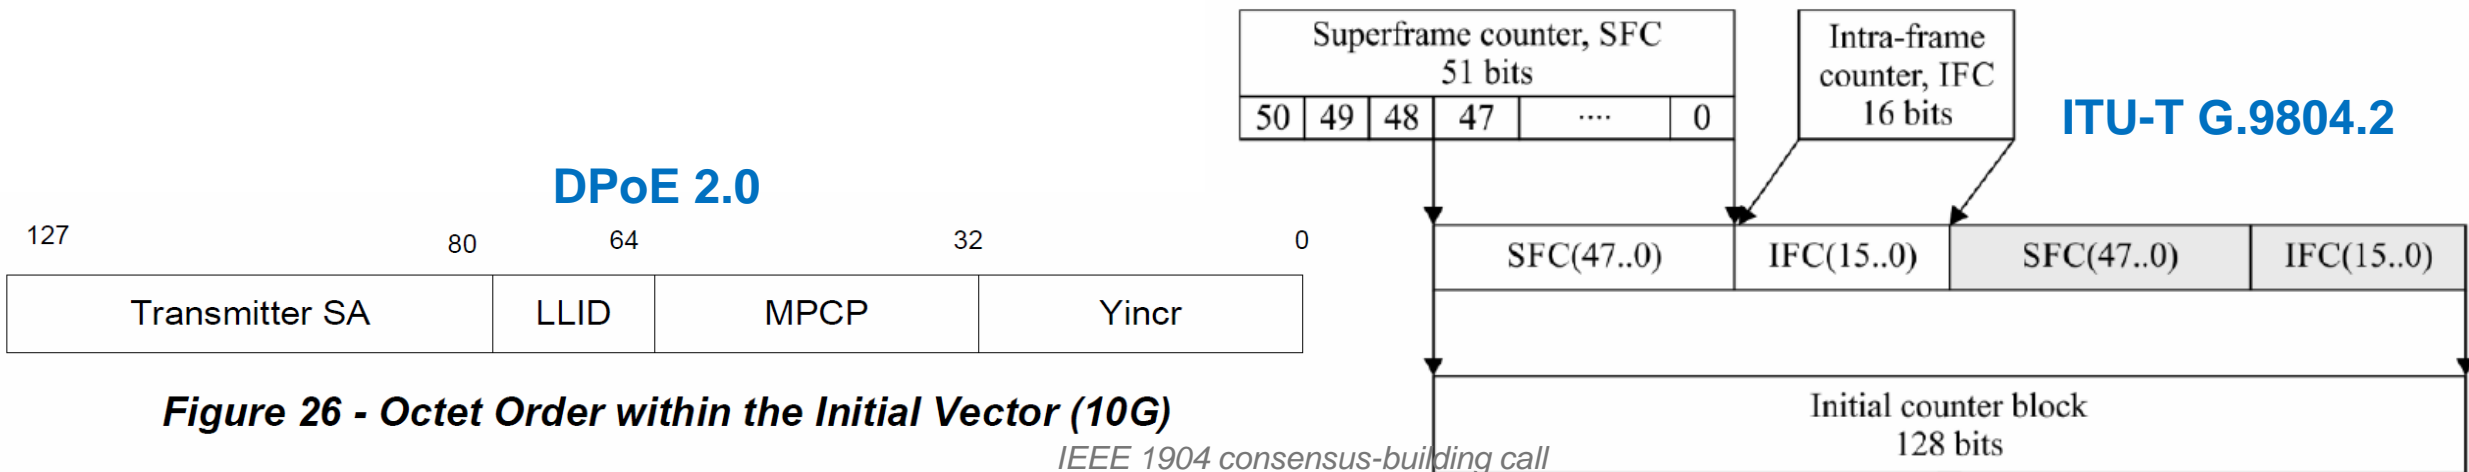 DPoE 2.0
127 80 64 32 0
Transmitter SA LLID MPCP Yincr
Figure 26 - Octet Order within the Initial Vector (10G)
Superframe counter, SFC
51 bits
50 49 48 47 .... 0
Intra-frame
counter, IFC
16 bits
ITU-T G.9804.2
SFC(47..0) IFC(15..0) SFC(47..0) IFC(15..0)
Initial counter block
128 bits
IEEE 1904 consensus-building call